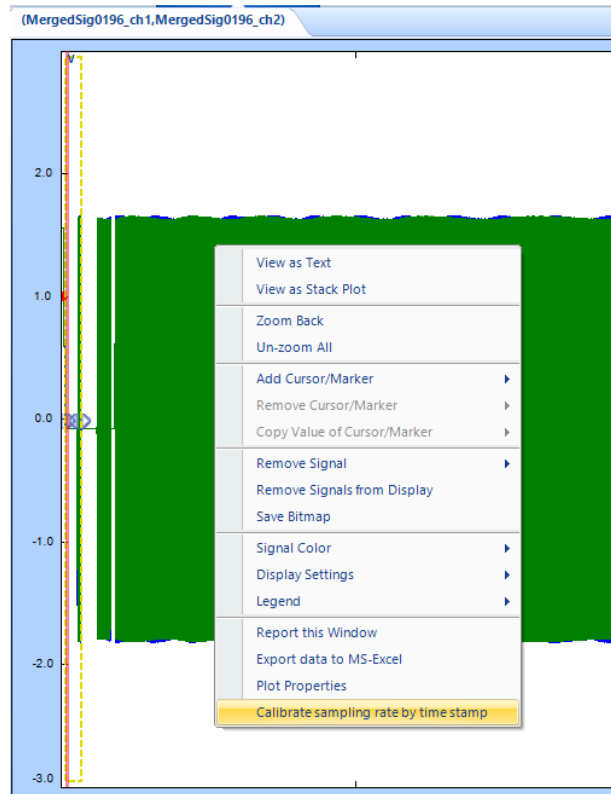 (MergedSig0196_ch1,MergedSig0196_ch2)
V
2.0
1.0
0.0
-1.0
-2.0
-3.0
View as Text
View as Stack Plot
Zoom Back
Un-zoom All
Add Cursor/Marker
Remove Cursor/Marker
Copy Value of Cursor/Marker
Remove Signal
Remove Signals from Display
Save Bitmap
Signal Color
Display Settings
Legend
Report this Window
Export data to MS-Excel
Plot Properties
Calibrate sampling rate by time stamp